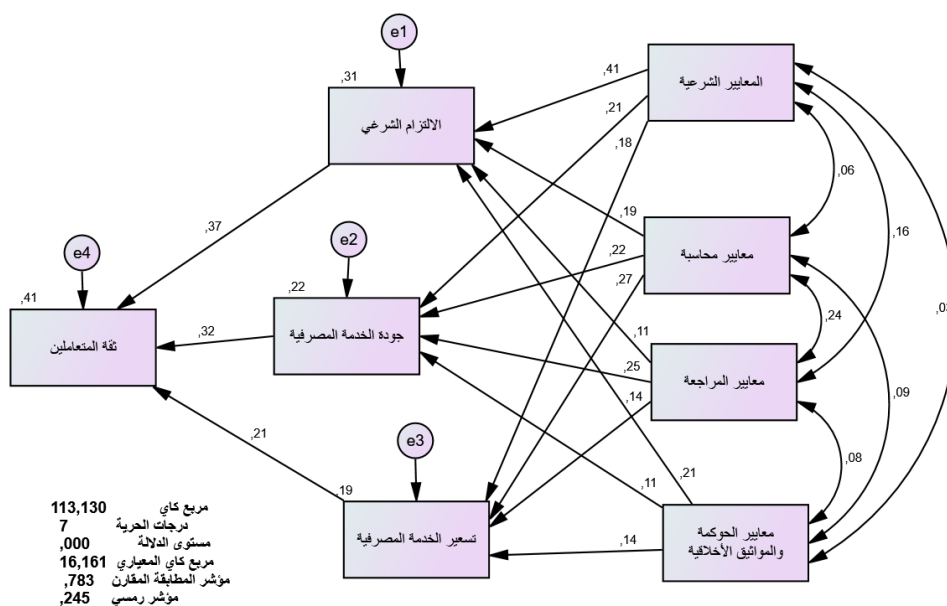 e1
,31
الالتزام الشرغي
المعايير الشرعية
,41
,21
,18
,06
,16
,37
e2
,19
,22
,27
معايير محاسبة
e4
,41
,22
جودة الخدمة المصرفية
,32
ثقة المتعاملين
,24
,11
,25
,14
معايير المراجعة
,09
,08
e3
,21
,19
تسعير الخدمة المصرفية
,11
,21
,14
معايير الحوكمة
والمواثيق الأخلاقية
مربع كاي 113,130
درجات الحرية 7
مستوى الدلالة ,000
مربع كاي المعياري 16,161
مؤشر المطابقة المقارن ,783
مؤشر رمسي ,245